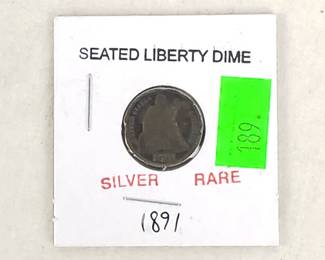 SEATED LIBERTY DIME
189
SILVER RARE
1891